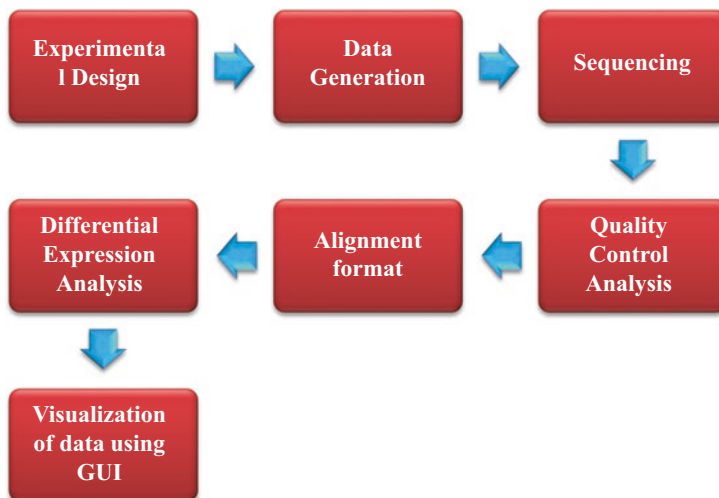 Experimenta
l Design
Data
Generation
Sequencing
Quality
Control
Analysis
Alignment
format
Differential
Expression
Analysis
Visualization
of data using
GUI